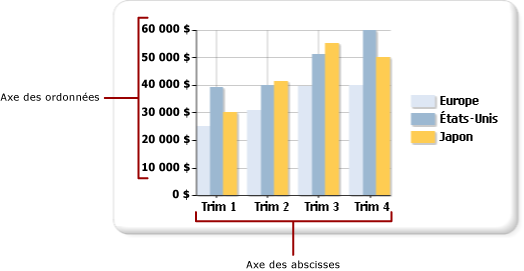 60 000 $
50 000 $
Axe des ordonnées
40 000 $
30 000 $
20 000 $
10 000 $
0 $
Europe
États-Unis
Japon
Trim 1 Trim 2 Trim 3 Trim 4
Axe des abscisses